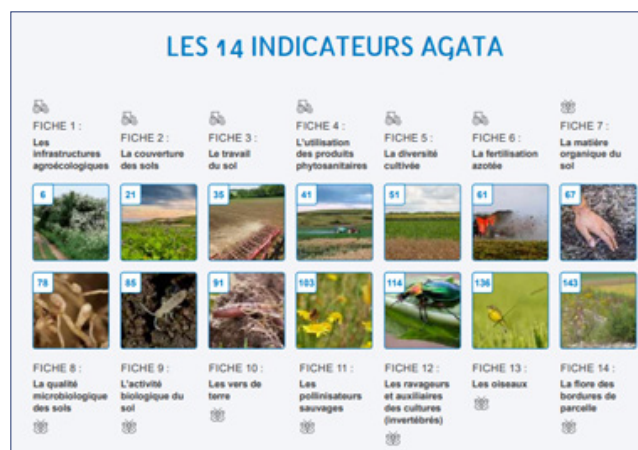 LES 14 INDICATEURS AGATA
FICHE 1 :
Les
infrastructures
agroécologiques
FICHE 2 :
La couverture
des sols
FICHE 3 :
Le travail
du sol
FICHE 4 :
L'utilisation
des produits
phytosanitaires
FICHE 5 :
La diversité
cultivée
FICHE 6 :
La fertilisation
azotée
FICHE 7 :
La matière
organique du
sol
6
21
35
41
51
61
67
78
85
91
103
114
136
143
FICHE 8 :
La qualité
microbiologique
des sols
FICHE 9 :
L'activité
biologique du
sol
FICHE 10 :
Les vers de
terre
FICHE 11 :
Les
pollinisateurs
sauvages
FICHE 12 :
Les ravageurs
et auxiliaires
des cultures
(invertébrés)
FICHE 13 :
Les oiseaux
FICHE 14 :
La flore des
bordures de
parcelle